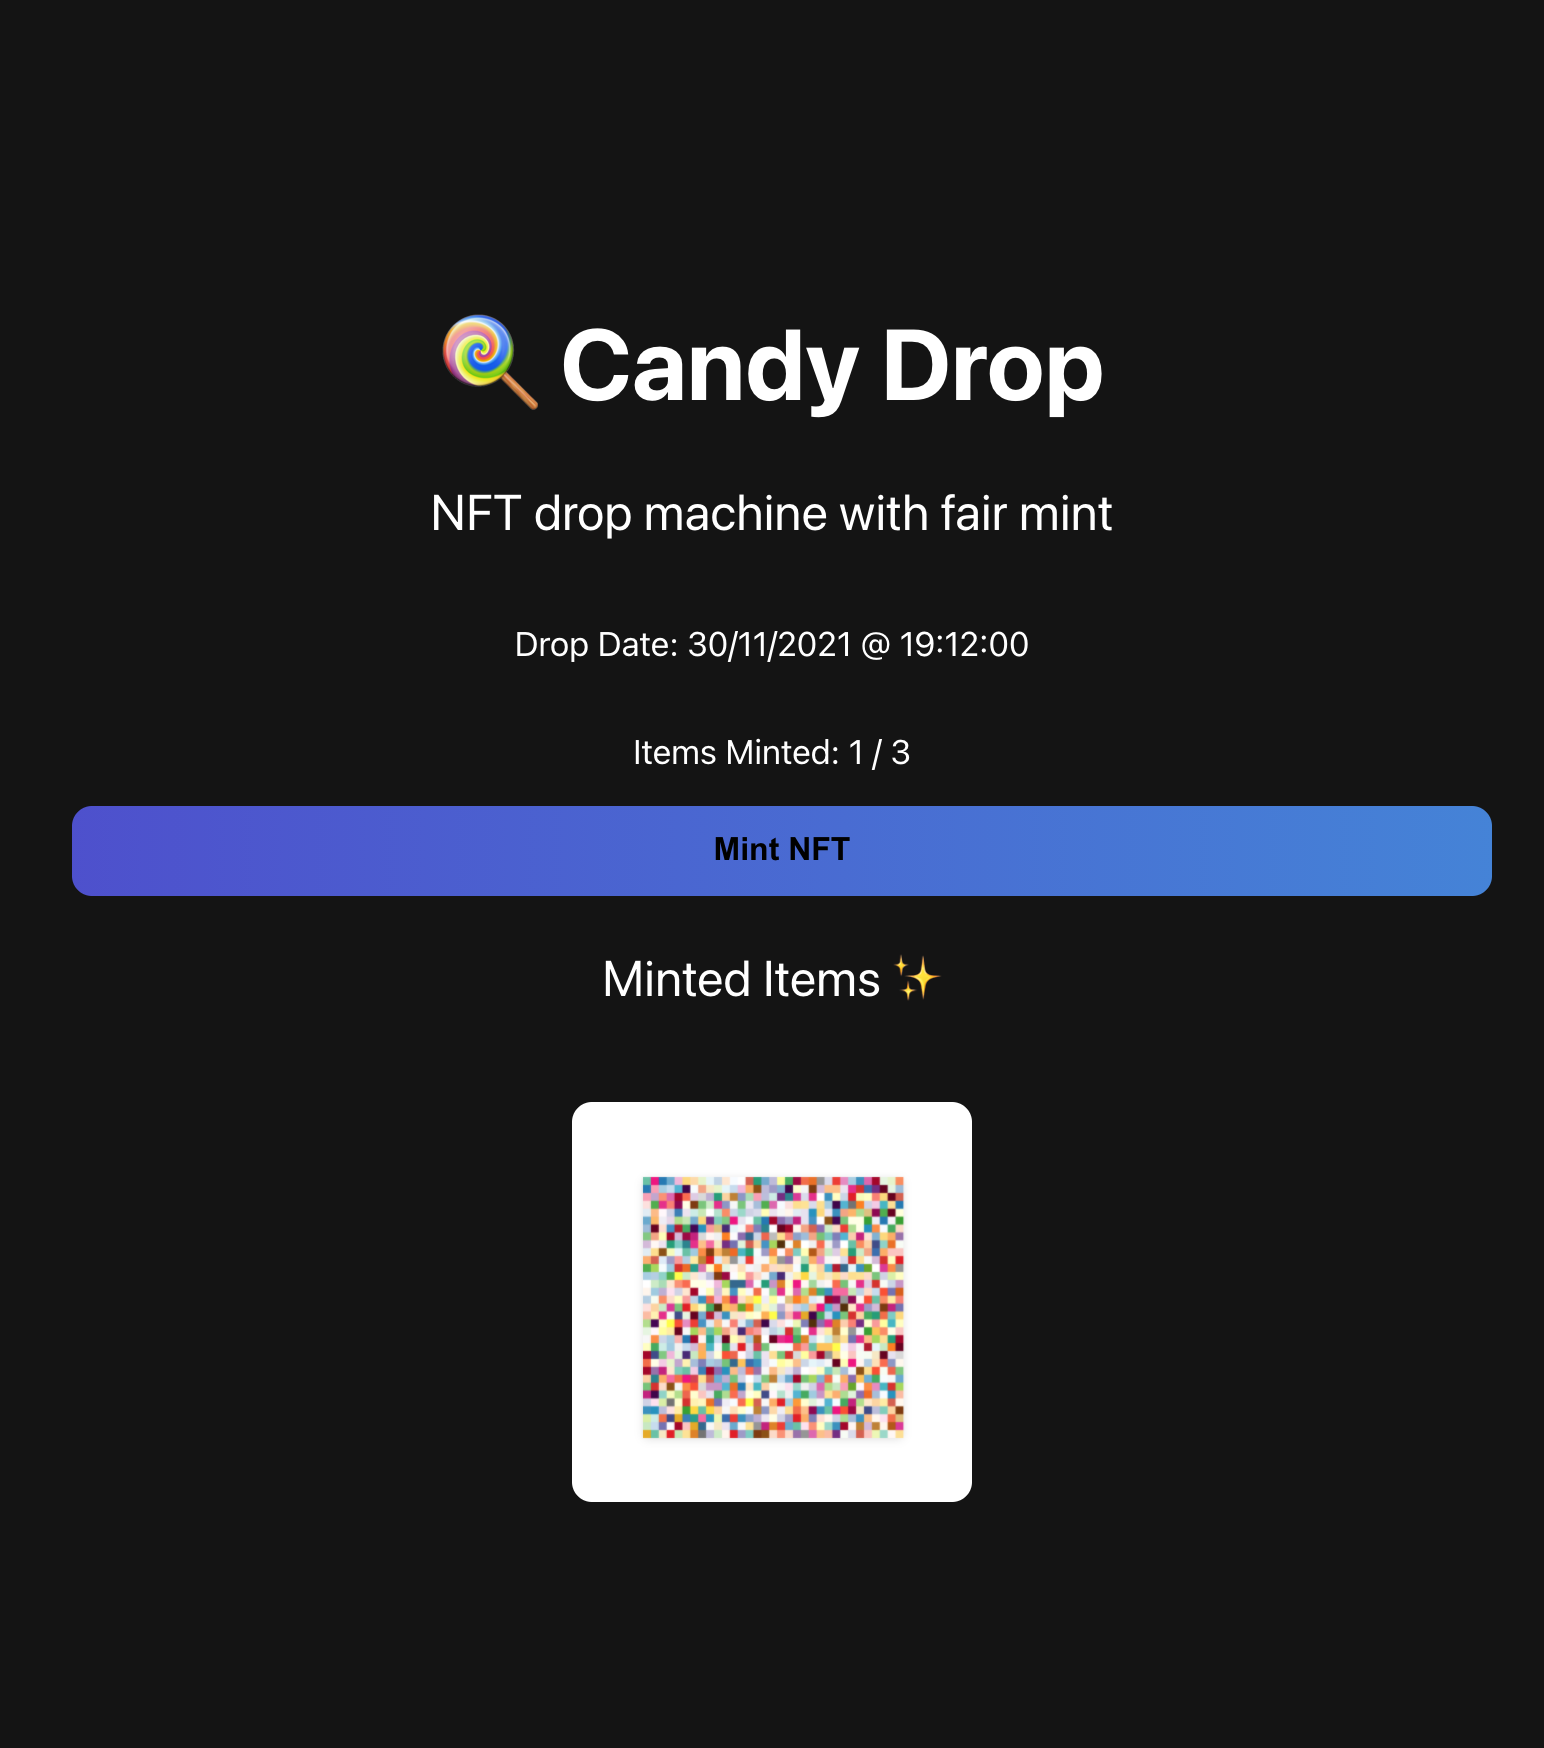 🍭 Candy Drop
NFT drop machine with fair mint
Drop Date: 30/11/2021 @ 19:12:00
Items Minted: 1 / 3
Mint NFT
Minted Items ✨